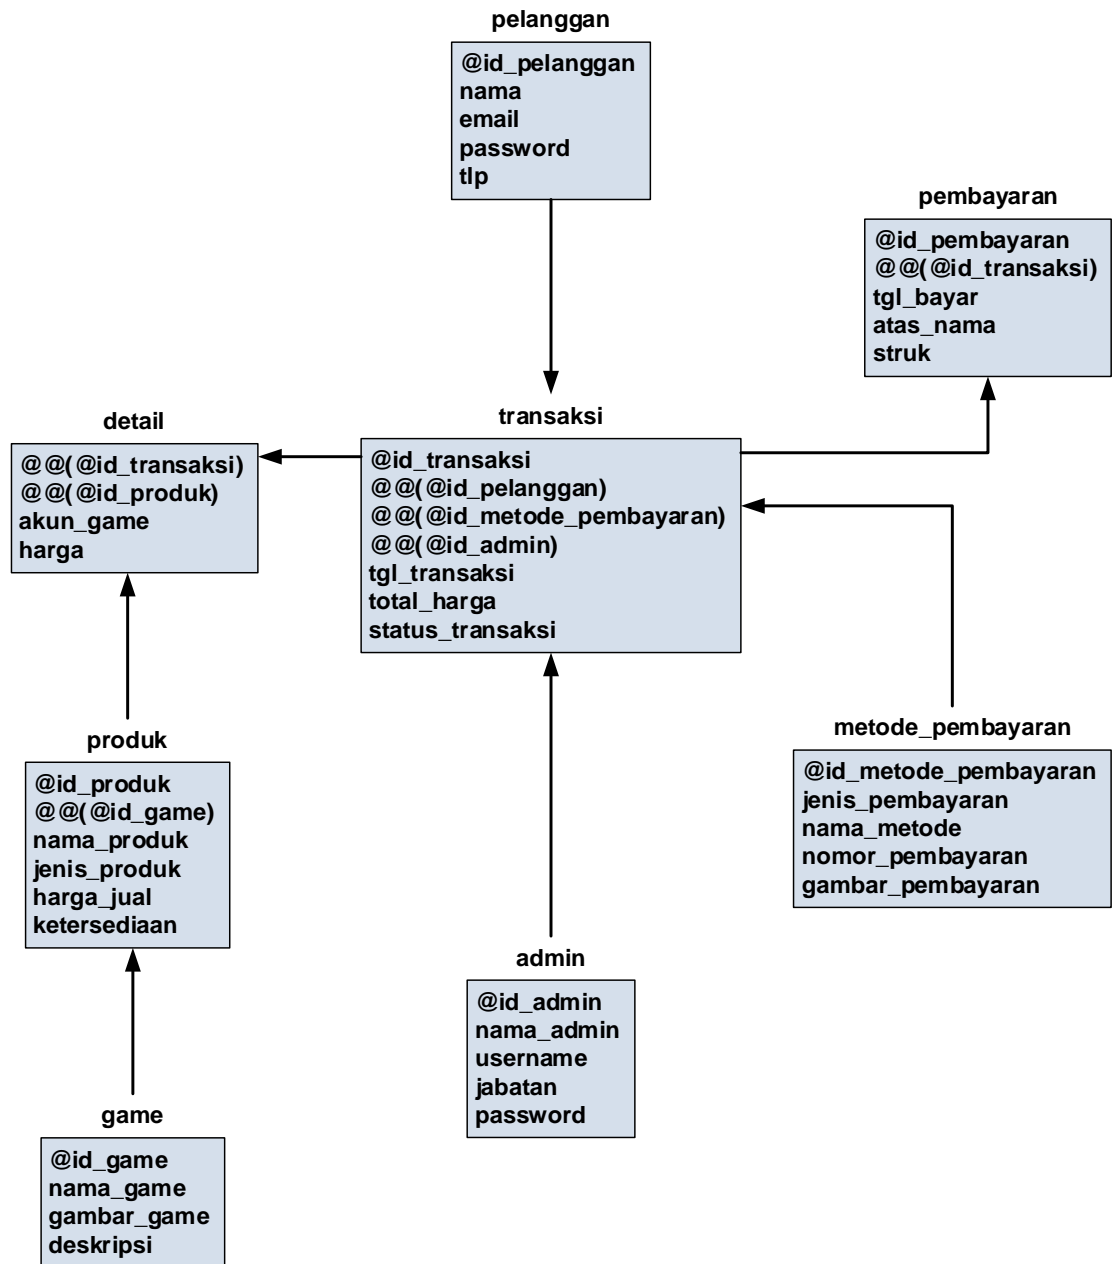 pelanggan
@id_pelanggan
nama
email
password
tlp
pembayaran
@id_pembayaran
@@(@id_transaksi)
tgl_bayar
atas_nama
struk
detail
@@(@id_transaksi)
@@(@id_produk)
akun_game
harga
transaksi
@id_transaksi
@@(@id_pelanggan)
@@(@id_metode_pembayaran)
@@(@id_admin)
tgl_transaksi
total_harga
status_transaksi
produk
@id_produk
@@(@id_game)
nama_produk
jenis_produk
harga_jual
ketersediaan
metode_pembayaran
@id_metode_pembayaran
jenis_pembayaran
nama_metode
nomor_pembayaran
gambar_pembayaran
admin
@id_admin
nama_admin
username
jabatan
password
game
@id_game
nama_game
gambar_game
deskripsi